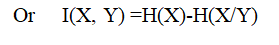 Or I(X, Y) =H(X)-H(X/Y)